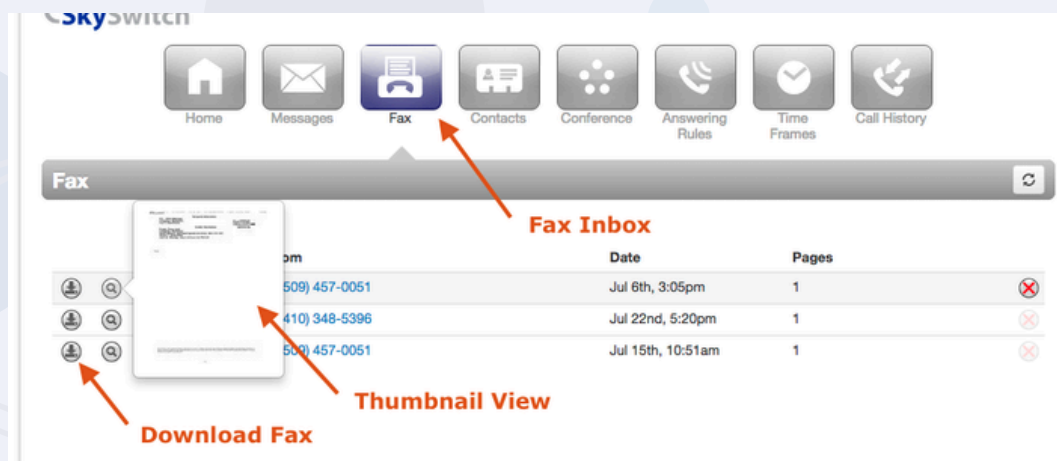 SkySwitch
Home Messages Fax Contacts Conference Answering Rules Time Frames Call History
Fax
Fax Inbox
om Date Pages
509) 457-0051 Jul 6th, 3:05pm 1
410) 348-5396 Jul 22nd, 5:20pm 1
509) 457-0051 Jul 15th, 10:51am 1
Thumbnail View
Download Fax